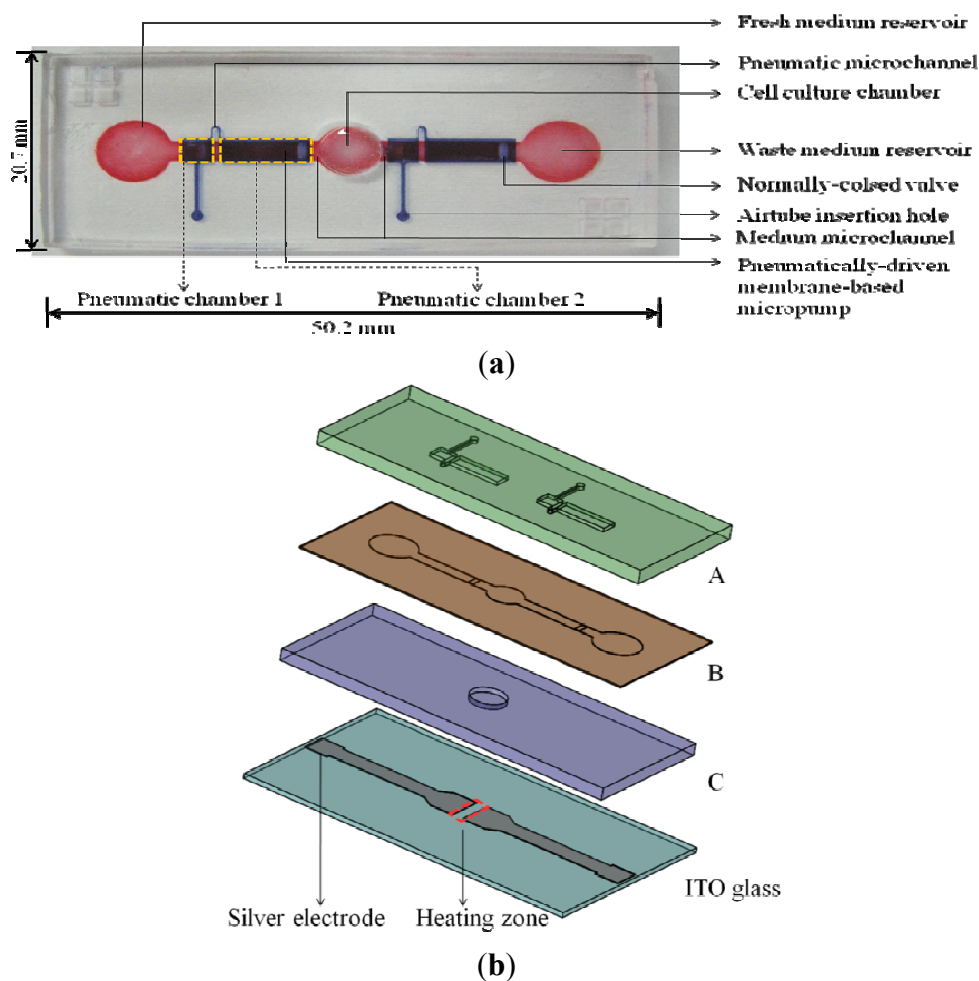 Fresh medium reservoir
Pneumatic microchannel
Cell culture chamber
Waste medium reservoir
Normally-colsed valve
Airtube insertion hole
Medium microchannel
Pneumatically-driven
membrane-based
micropump
20.7 mm
Pneumatic chamber 1
Pneumatic chamber 2
50.2 mm
(a)
A
B
C
ITO glass
Silver electrode
Heating zone
(b)